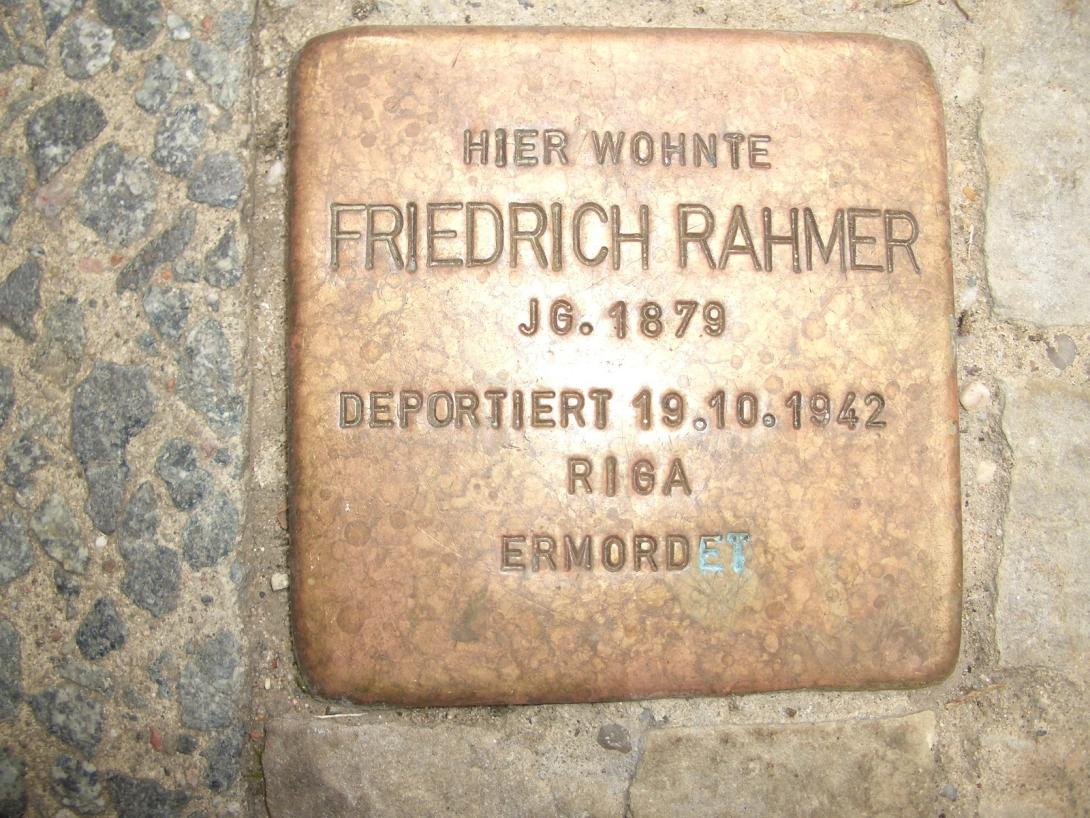 HIER WOHNTE
FRIEDRICH RAHMER
JG. 1879
DEPORTIERT 19.10.1942
RIGA
ERMORDET